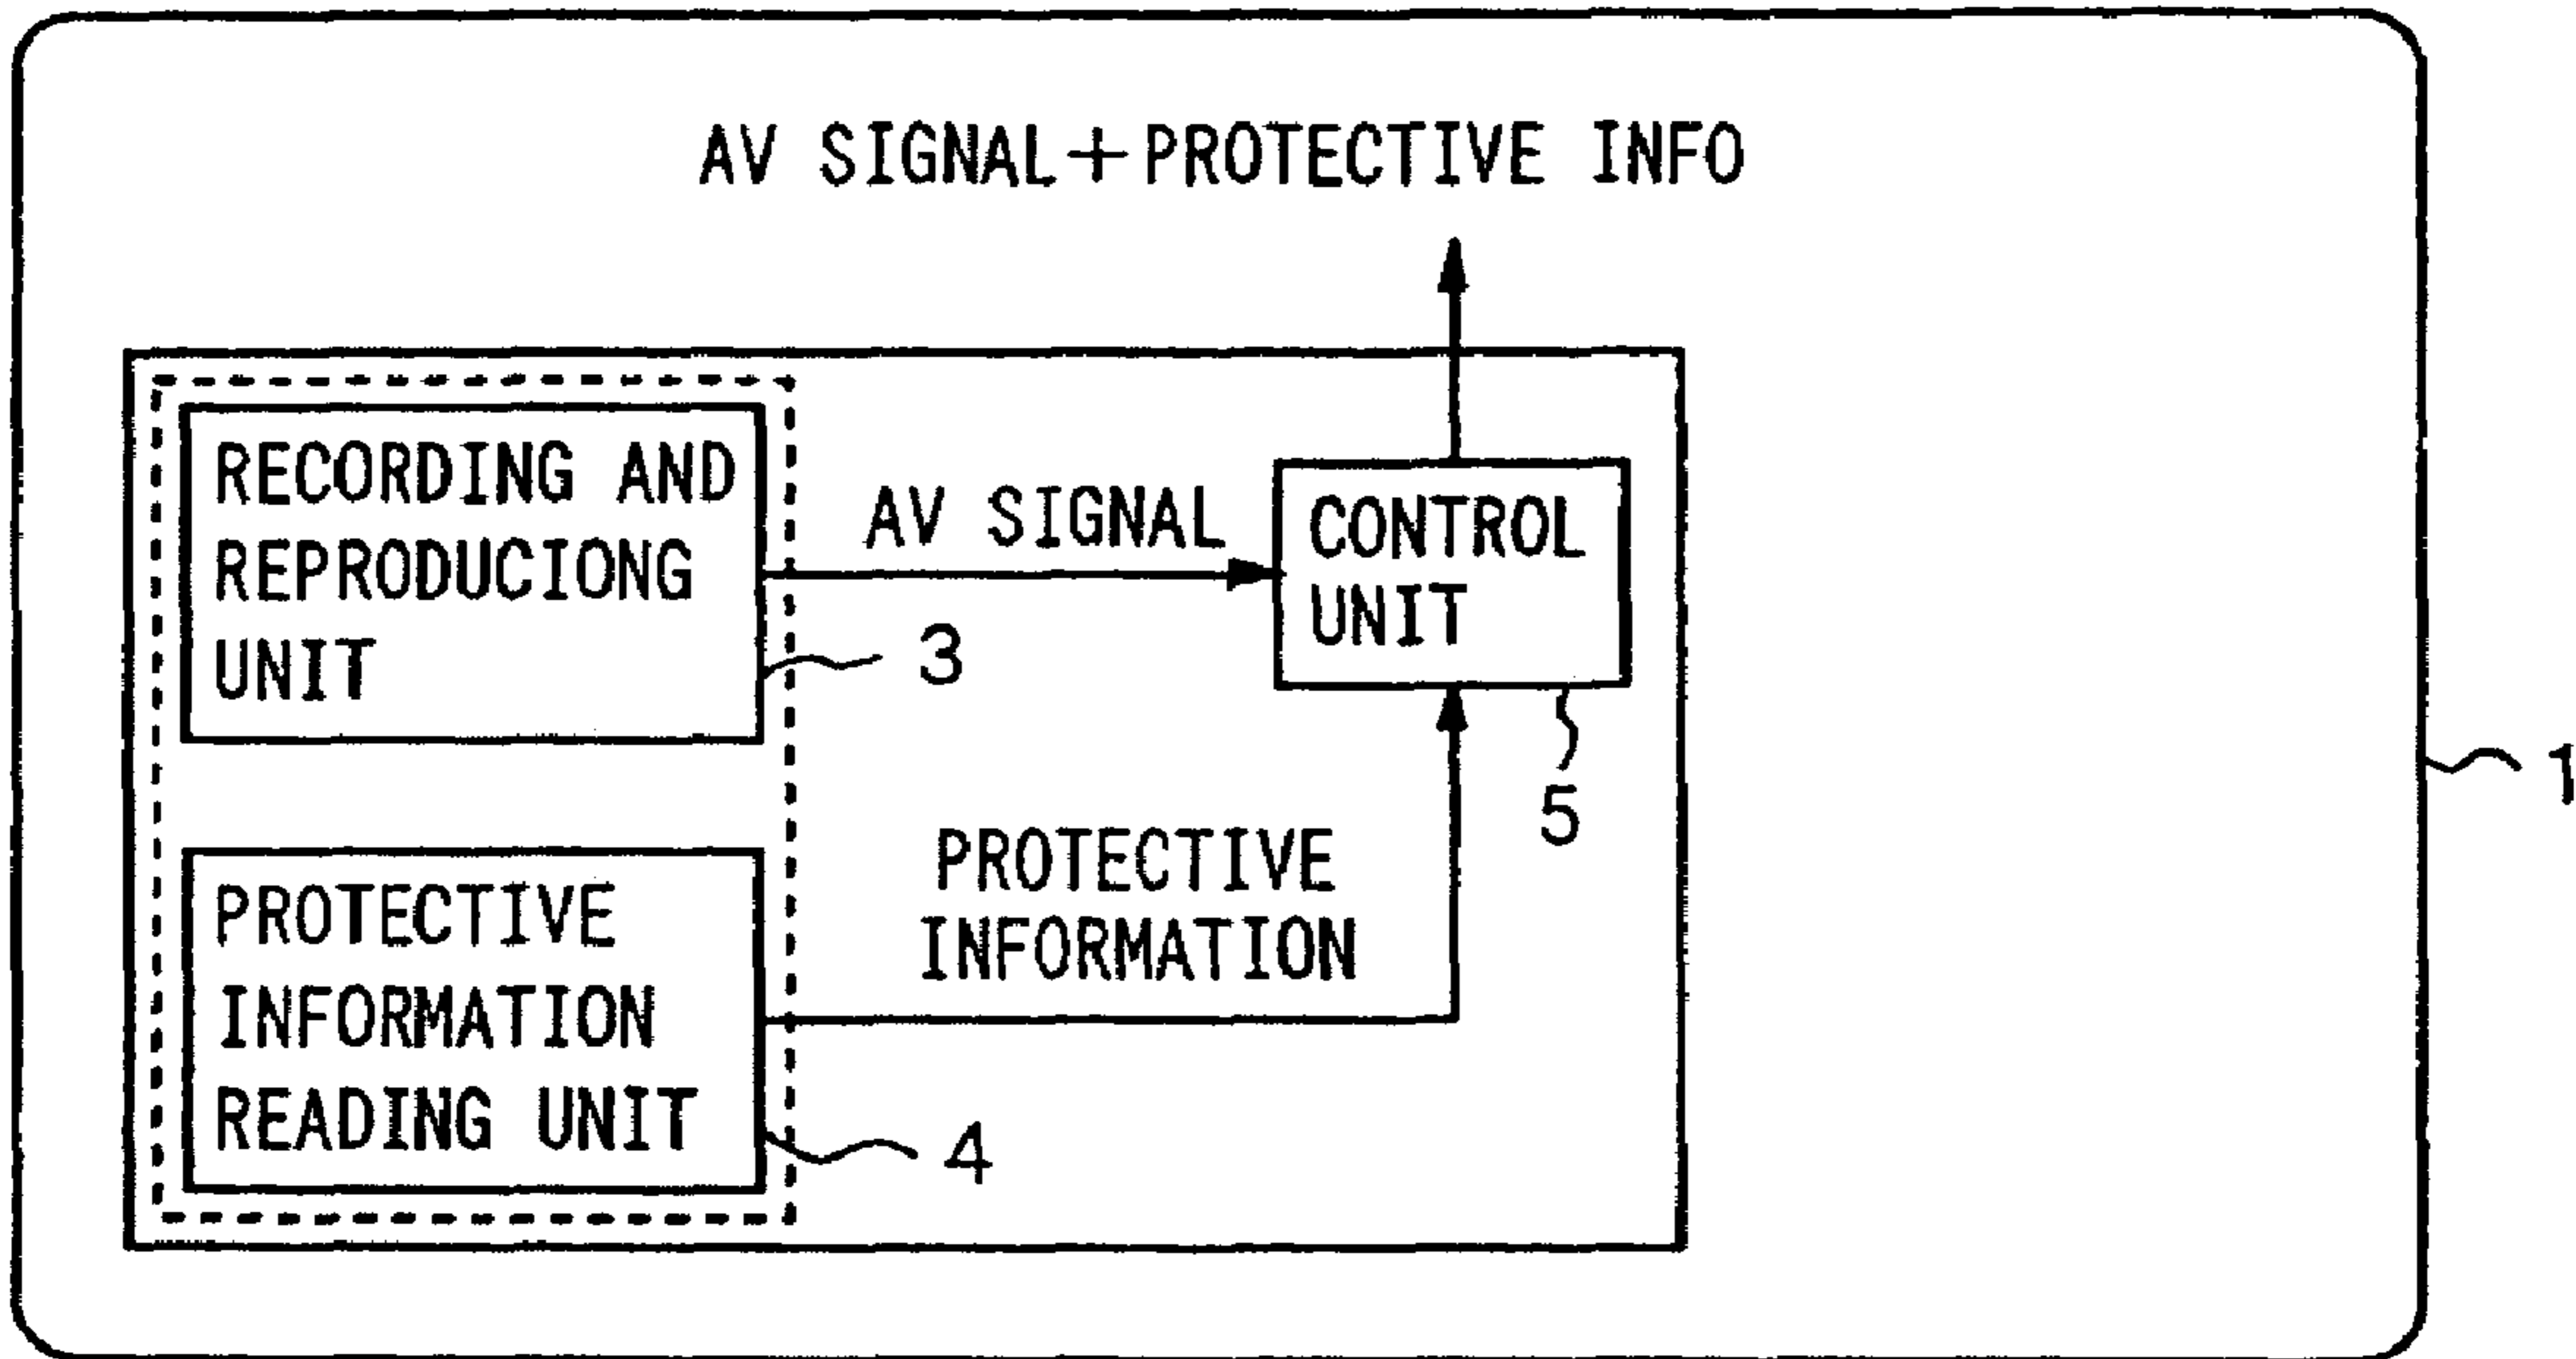 AV SIGNAL+PROTECTIVE INFO
RECORDING AND
REPRODUCIONG
UNIT
3
AV SIGNAL
CONTROL
UNIT
5
1
PROTECTIVE
INFORMATION
PROTECTIVE
INFORMATION
READING UNIT
4